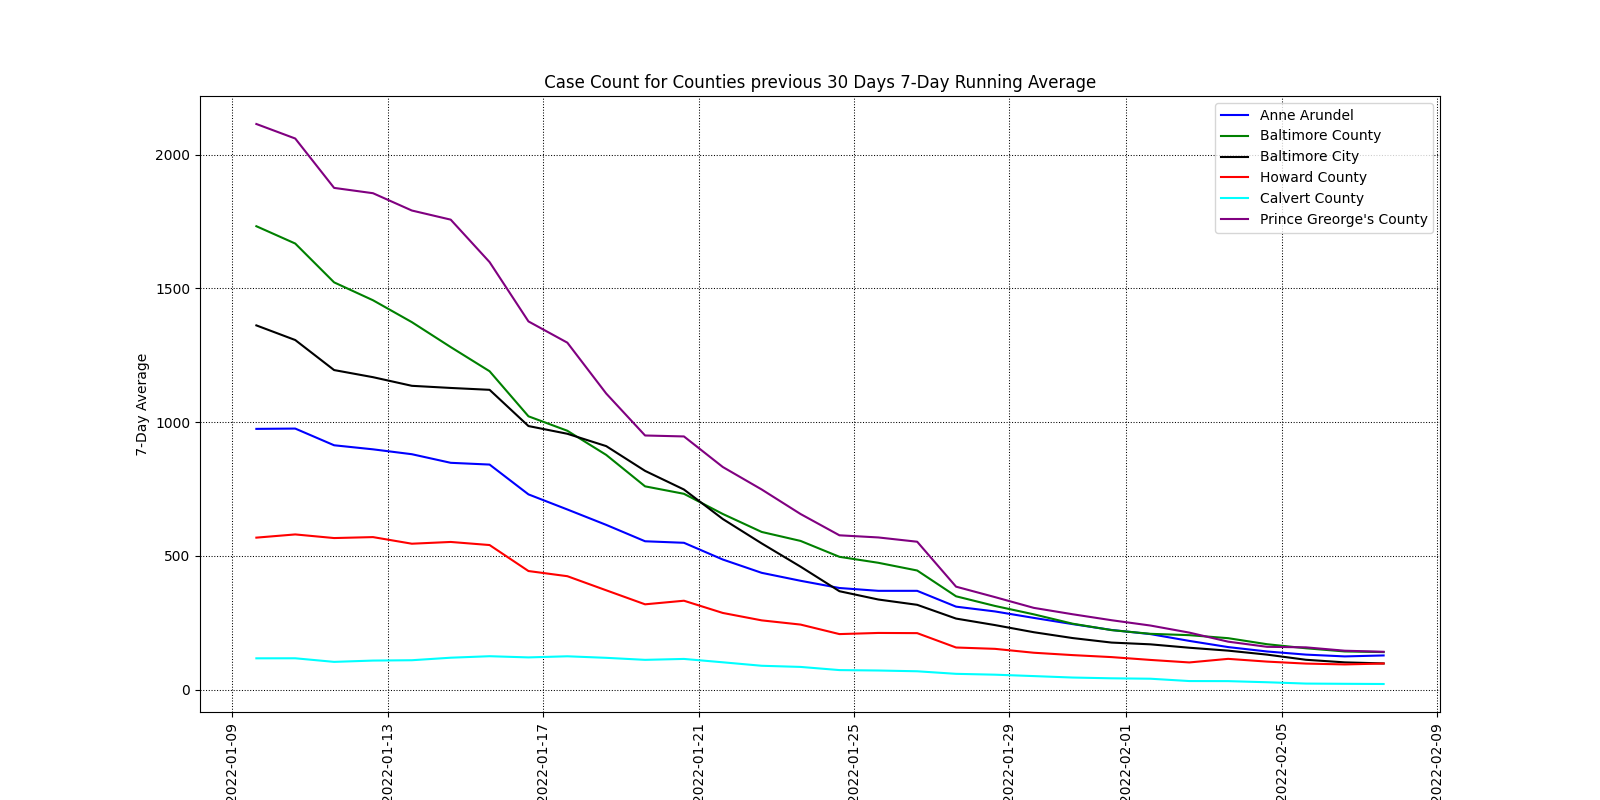 Case Count for Counties previous 30 Days 7-Day Running Average
Anne Arundel
Baltimore County
Baltimore City
Howard County
Calvert County
Prince Greorge's County
7-Day Average
2000
1500
1000
500
0
2022-01-09
2022-01-13
2022-01-17
2022-01-21
2022-01-25
2022-01-29
2022-02-01
2022-02-05
2022-02-09